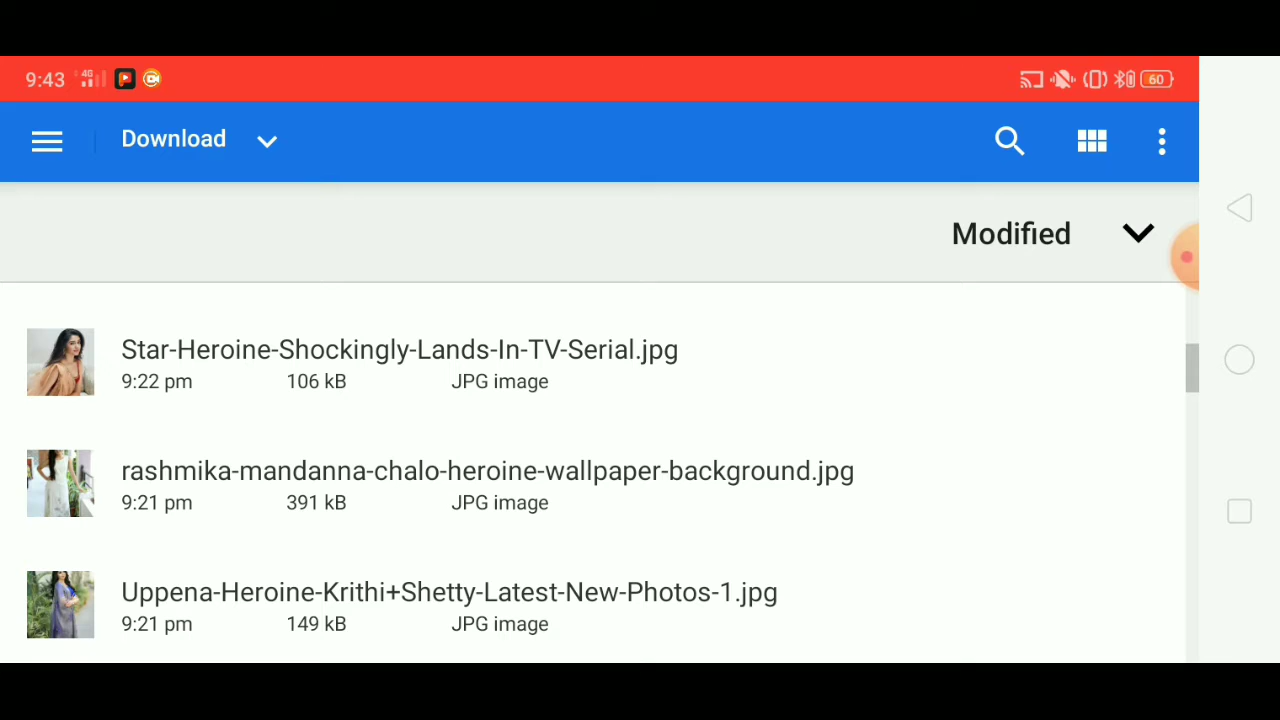 9:43 4G 60
Download
Modified
Star-Heroine-Shockingly-Lands-In-TV-Serial.jpg
9:22 pm 106 kB JPG image
rashmika-mandanna-chalo-heroine-wallpaper-background.jpg
9:21 pm 391 kB JPG image
Uppena-Heroine-Krithi+Shetty-Latest-New-Photos-1.jpg
9:21 pm 149 kB JPG image